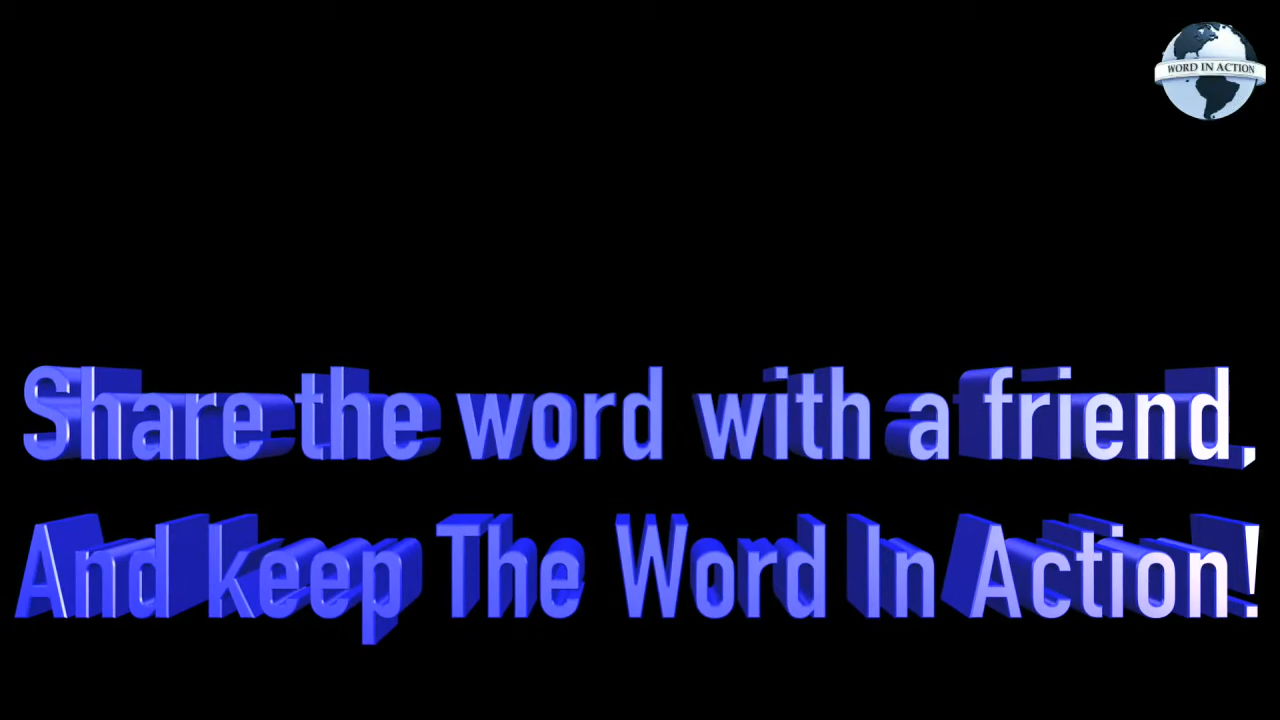 WORD IN ACTION
Share the word with a friend,
And keep The Word In Action!